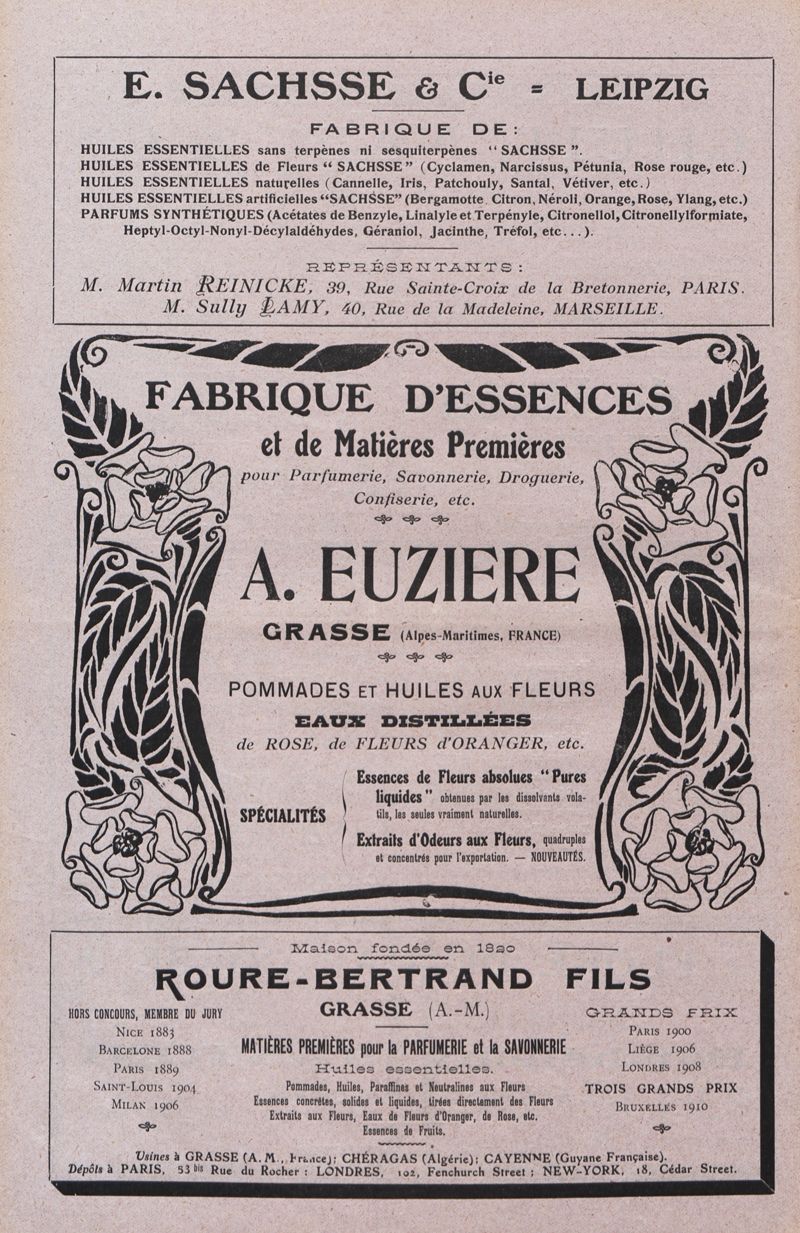 E. SACHSSE & Cie = LEIPZIG
FABRIQUE DE:
HUILES ESSENTIELLES sans terpènes ni sesquiterpènes “SACHSSE”.
HUILES ESSENTIELLES de Fleurs “SACHSSE” (Cyclamen, Narcissus, Pétunia, Rose rouge, etc.)
HUILES ESSENTIELLES naturelles (Cannelle, Iris, Patchouly, Santal, Vétiver, etc.)
HUILES ESSENTIELLES artificielles “SACHSSE” (Bergamotte, Citron, Néroli, Orange, Rose, Ylang, etc.)
PARFUMS SYNTHÉTIQUES (Acétates de Benzyle, Linalyle et Terpényle, Citronellol, Citronellylformiate,
Heptyl-Octyl-Nonyl-Décylaldéhydes, Géraniol, Jacinthe, Tréfol, etc...).
REPRÉSENTANTS:
M. Martin REINICKE, 39, Rue Sainte-Croix de la Bretonnerie, PARIS.
M. Sully LAMY, 40, Rue de la Madeleine, MARSEILLE.
FABRIQUE D'ESSENCES
et de Matières Premières
pour Parfumerie, Savonnerie, Droguerie,
Confiserie, etc.
A. EUZIERE
GRASSE (Alpes-Maritimes, FRANCE)
POMMADES ET HUILES AUX FLEURS
EAUX DISTILLÉES
de ROSE, de FLEURS d'ORANGER, etc.
SPÉCIALITÉS
Essences de Fleurs absolues “Pures
liquides” obtenues par les dissolvants vola-
tils, les seules vraiment naturelles.
Extraits d'Odeurs aux Fleurs, quadruples
et concentrés pour l'exportation. — NOUVEAUTÉS.
Maison fondée en 1820
ROURE-BERTRAND FILS
GRASSE (A.-M.)
HORS CONCOURS, MEMBRE DU JURY
NICE 1883
BARCELONE 1888
PARIS 1889
SAINT-LOUIS 1904
MILAN 1906
MATIÈRES PREMIÈRES pour la PARFUMERIE et la SAVONNERIE
Huiles essentielles.
Pommades, Huiles, Paraffines et Neutralines aux Fleurs
Essences concrètes, solides et liquides, tirées directement des Fleurs
Extraits aux Fleurs, Eaux de Fleurs d'Oranger, de Rose, etc.
Essences de Fruits.
GRANDS PRIX
PARIS 1900
LIÈGE 1906
LONDRES 1908
TROIS GRANDS PRIX
BRUXELLES 1910
Usines à GRASSE (A.M., France); CHÉRAGAS (Algérie); CAYENNE (Guyane Française).
Dépôts à PARIS, 53 bis Rue du Rocher: LONDRES, 102, Fenchurch Street; NEW-YORK, 18, Cédar Street.